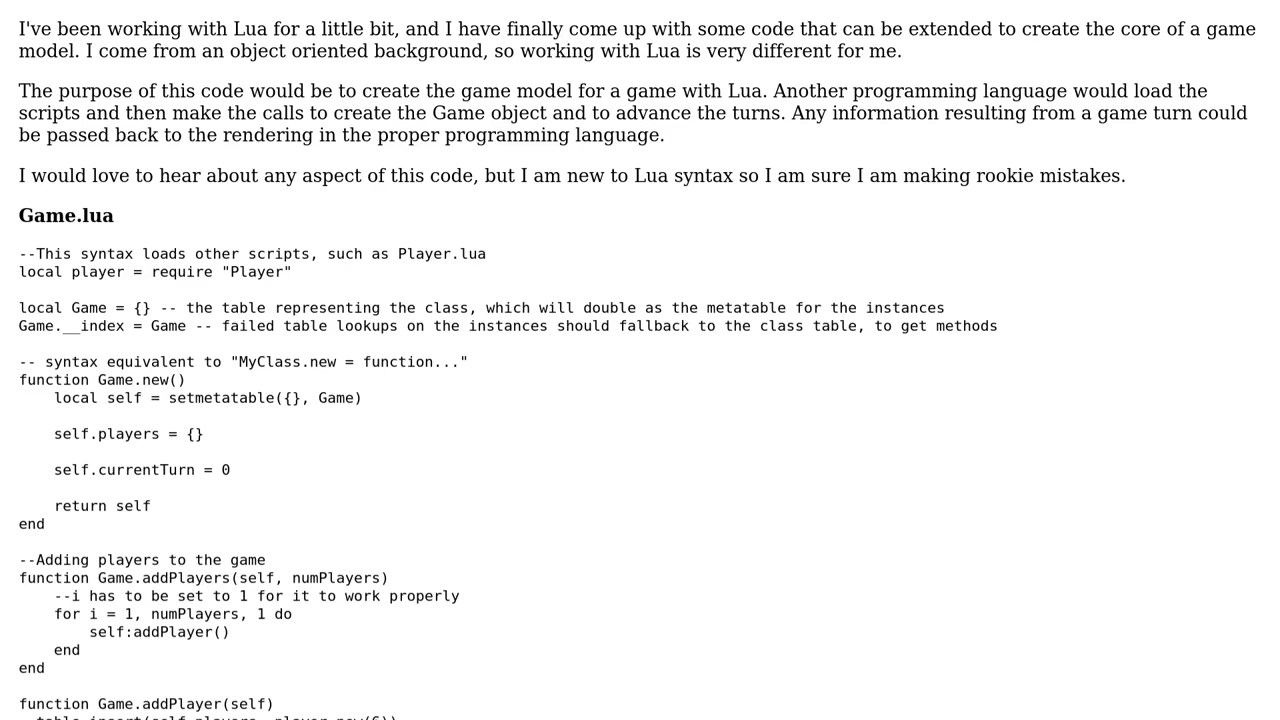 I've been working with Lua for a little bit, and I have finally come up with some code that can be extended to create the core of a game
model. I come from an object oriented background, so working with Lua is very different for me.
The purpose of this code would be to create the game model for a game with Lua. Another programming language would load the
scripts and then make the calls to create the Game object and to advance the turns. Any information resulting from a game turn could
be passed back to the rendering in the proper programming language.
I would love to hear about any aspect of this code, but I am new to Lua syntax so I am sure I am making rookie mistakes.
Game.lua
--This syntax loads other scripts, such as Player.lua
local player = require "Player"
local Game = {} -- the table representing the class, which will double as the metatable for the instances
Game.__index = Game -- failed table lookups on the instances should fallback to the class table, to get methods
-- syntax equivalent to "MyClass.new = function..."
function Game.new()
    local self = setmetatable({}, Game)
    self.players = {}
    self.currentTurn = 0
    return self
end
--Adding players to the game
function Game.addPlayers(self, numPlayers)
    --i has to be set to 1 for it to work properly
    for i = 1, numPlayers, 1 do
        self:addPlayer()
    end
end
function Game.addPlayer(self)
  table.insert(self.players, player.new(6))